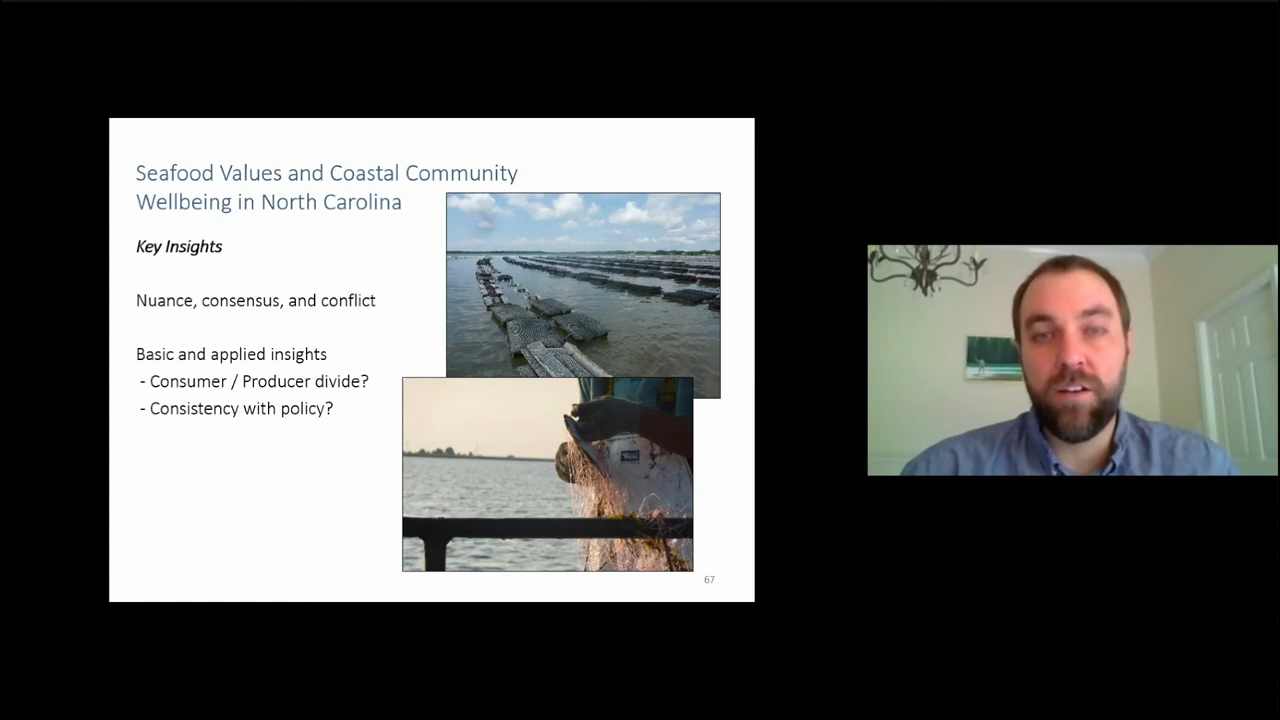 Seafood Values and Coastal Community
Wellbeing in North Carolina
Key Insights
Nuance, consensus, and conflict
Basic and applied insights
- Consumer / Producer divide?
- Consistency with policy?
67